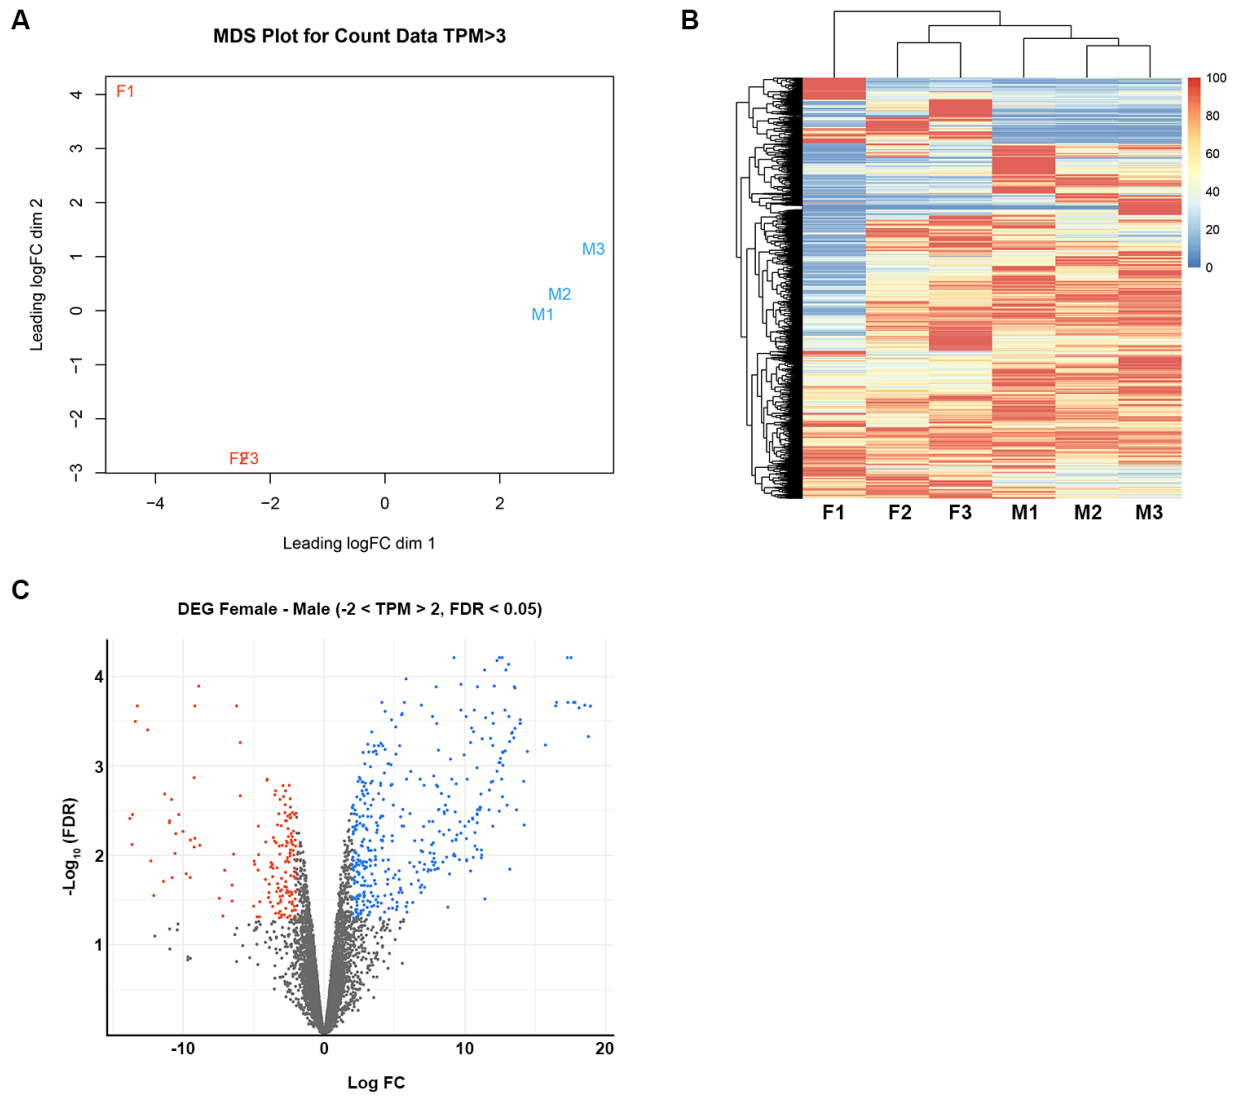 A
MDS Plot for Count Data TPM>3
Leading logFC dim 2
4
3
2
1
0
−1
−2
−3
F1
M3
M2
M1
F2
F3
−4
−2
0
2
Leading logFC dim 1
B
100
80
60
40
20
0
F1 F2 F3 M1 M2 M3
C
DEG Female - Male (-2 < TPM > 2, FDR < 0.05)
-Log10 (FDR)
4
3
2
1
-10 0 10 20
Log FC